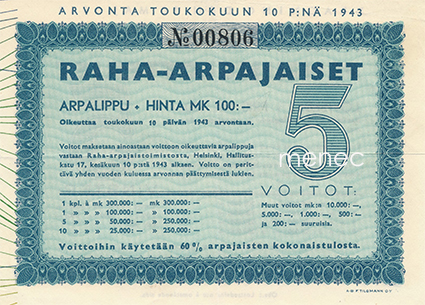 ARVONTA TOUKOKUUN 10 P:NÄ 1943
№ 00806
RAHA-ARPAJAISET
ARPALIPPU + HINTA MK 100:—
Oikeuttaa toukokuun 10 päivän 1943 arvontaan.
5
Voitot maksetaan ainoastaan voittoon oikeuttavia arpalippuja
vastaan Raha-arpajaistoimistosta, Helsinki, Hallitus-
katu 17, kesäkuun 10 p:stä 1943 alkaen. Voitto on perit-
tävä yhden vuoden kuluessa arvonnan päättymisestä lukien.
menec
VOITOT:
1 kpl. à mk 300.000: — mk 300.000: —
1 » » » 100.000: — » 100.000: —
5 » » » 50.000: — » 250.000: —
10 » » » 25.000: — » 250.000: —
Muut voitot mk:n 10.000: —,
5.000: —, 1.000: —, 500: —
ja 200: — suuruisia.
Voittoihin käytetään 60 % arpajaisten kokonaistulosta.